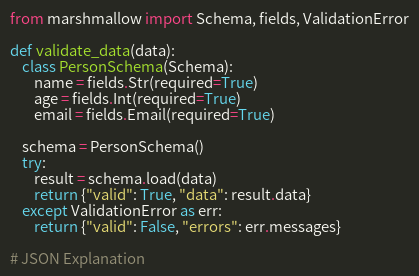 from marshmallow import Schema, fields, ValidationError

def validate_data(data):
    class PersonSchema(Schema):
        name = fields.Str(required=True)
        age = fields.Int(required=True)
        email = fields.Email(required=True)

    schema = PersonSchema()
    try:
        result = schema.load(data)
        return {"valid": True, "data": result.data}
    except ValidationError as err:
        return {"valid": False, "errors": err.messages}

# JSON Explanation